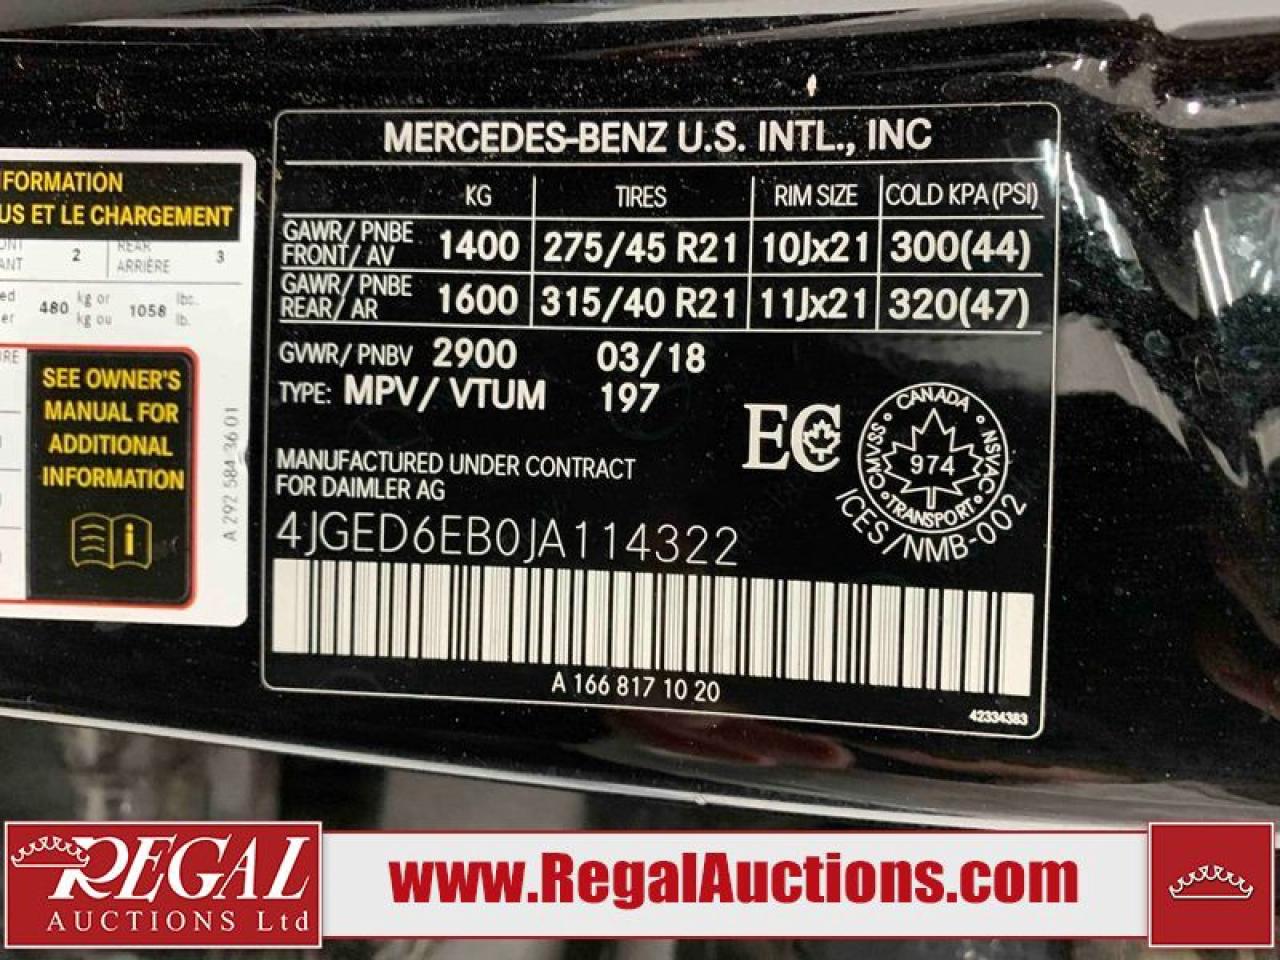 MERCEDES-BENZ U.S. INTL., INC
KG TIRES RIM SIZE COLD KPA (PSI)
GAWR/ PNBE FRONT/ AV 1400 275/45 R21 10Jx21 300(44)
GAWR/ PNBE REAR/ AR 1600 315/40 R21 11Jx21 320(47)
GVWR/ PNBV 2900 03/18
TYPE: MPV/ VTUM 197
MANUFACTURED UNDER CONTRACT
FOR DAIMLER AG
4JGED6EB0JA114322
A 166 817 10 20
42334383
EC
CANADA
CMVSS NSVAC
974
TRANSPORT
ICES/NMB-002
FORMATION
US ET LE CHARGEMENT
2 REAR 3
ARRIÈRE
480 kg or 1058 lbs.
kg ou lb.
SEE OWNER'S
MANUAL FOR
ADDITIONAL
INFORMATION
i
A 292 584 36 01
REGAL
AUCTIONS Ltd
www.RegalAuctions.com